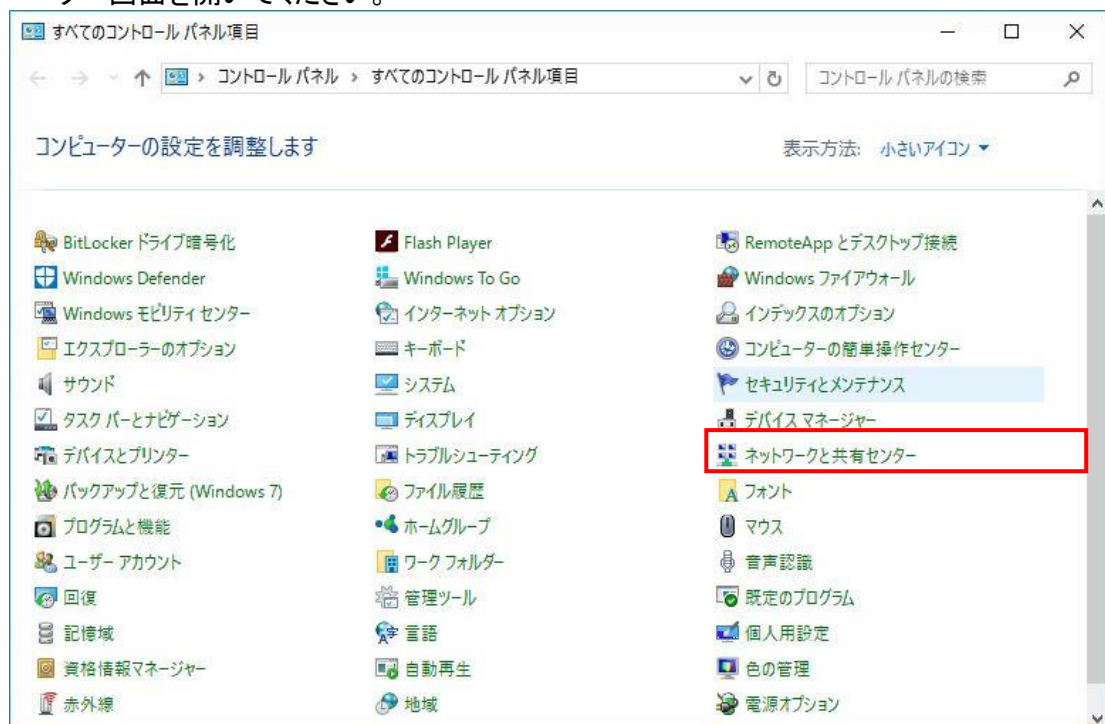 ター画面を開いてください。
すべてのコントロール パネル項目
コントロール パネル > すべてのコントロール パネル項目
コントロール パネルの検索
コンピューターの設定を調整します
表示方法: 小さいアイコン
BitLocker ドライブ暗号化 Flash Player RemoteApp とデスクトップ接続
Windows Defender Windows To Go Windows ファイアウォール
Windows モビリティ センター インターネット オプション インデックスのオプション
エクスプローラーのオプション キーボード コンピューターの簡単操作センター
サウンド システム セキュリティとメンテナンス
タスク バーとナビゲーション ディスプレイ デバイス マネージャー
デバイスとプリンター トラブルシューティング ネットワークと共有センター
バックアップと復元 (Windows 7) ファイル履歴 フォント
プログラムと機能 ホームグループ マウス
ユーザー アカウント ワーク フォルダー 音声認識
回復 管理ツール 既定のプログラム
記憶域 言語 個人用設定
資格情報マネージャー 自動再生 色の管理
赤外線 地域 電源オプション